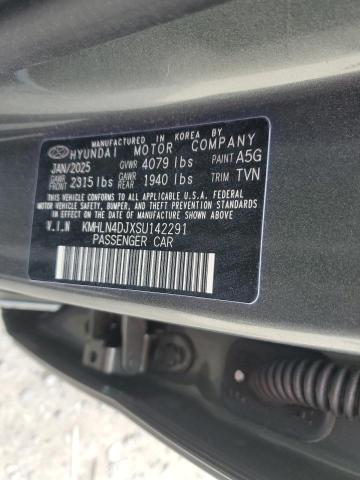 MANUFACTURED IN KOREA BY
HYUNDAI MOTOR COMPANY
JAN/2025 GVWR 4079 lbs PAINT A5G
GAWR FRONT 2315 lbs GAWR REAR 1940 lbs TRIM TVN
THIS VEHICLE CONFORMS TO ALL APPLICABLE U.S.A. FEDERAL
MOTOR VEHICLE SAFETY, BUMPER, AND THEFT PREVENTION
STANDARDS IN EFFECT ON THE DATE OF MANUFACTURE SHOWN ABOVE.
V.I.N KMHLN4DJXSU142291
PASSENGER CAR